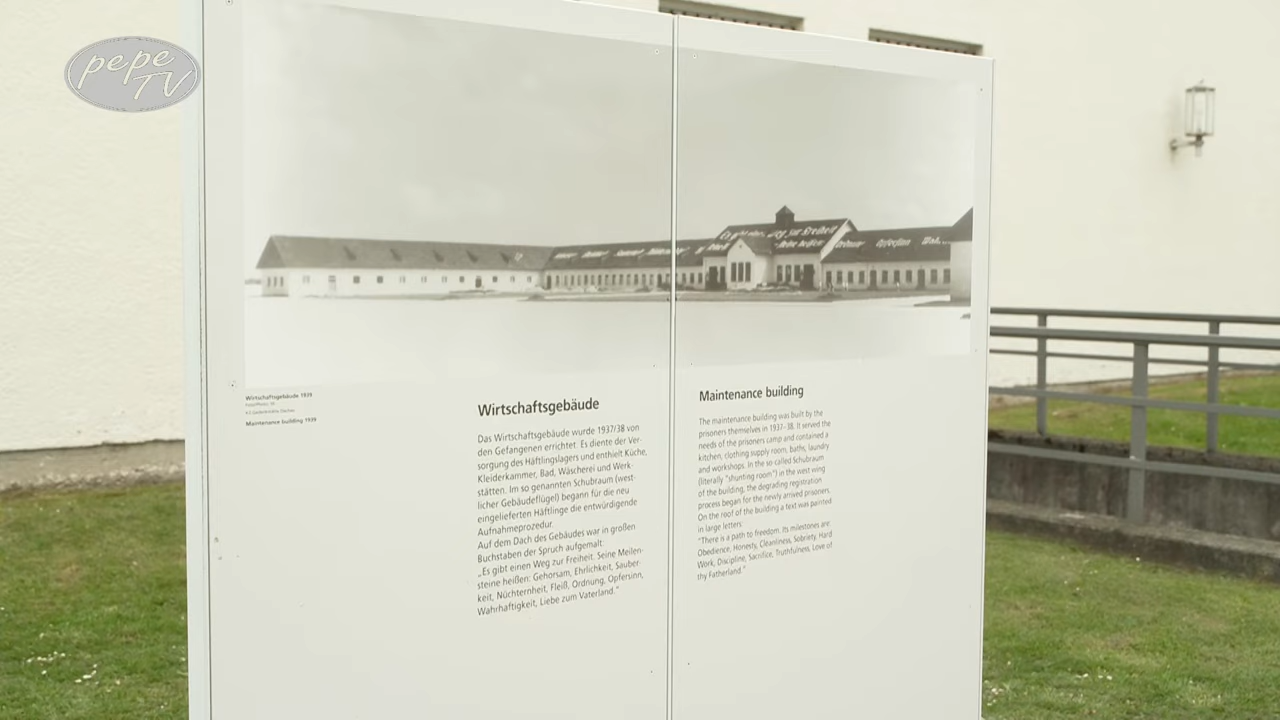 pepe
TV
Es gibt einen Weg zur Freiheit
Wirtschaftsgebäude 1939
Maintenance building 1939
Wirtschaftsgebäude
Das Wirtschaftsgebäude wurde 1937/38 von
den Gefangenen errichtet. Es diente der Ver-
sorgung des Häftlingslagers und enthielt Küche,
Kleiderkammer, Bad, Wäscherei und Werk-
stätten. Im so genannten Schubraum (west-
licher Gebäudeflügel) begann für die neu
eingelieferten Häftlinge die entwürdigende
Aufnahmeprozedur.
Auf dem Dach des Gebäudes war in großen
Buchstaben der Spruch aufgemalt:
„Es gibt einen Weg zur Freiheit. Seine Meilen-
steine heißen: Gehorsam, Ehrlichkeit, Sauber-
keit, Nüchternheit, Fleiß, Ordnung, Opfersinn,
Wahrhaftigkeit, Liebe zum Vaterland."
Maintenance building
The maintenance building was built by the
prisoners themselves in 1937-38. It served the
needs of the prisoners camp and contained a
kitchen, clothing supply room, baths, laundry
and workshops. In the so called Schubraum
(literally "shunting room") in the west wing
of the building, the degrading registration
process began for the newly arrived prisoners.
On the roof of the building a text was painted
in large letters:
"There is a path to freedom. Its milestones are:
Obedience, Honesty, Cleanliness, Sobriety, Hard
Work, Discipline, Sacrifice, Truthfulness, Love of
thy Fatherland."